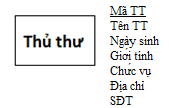 Thủ thư
Mã TT
Tên TT
Ngày sinh
Giới tính
Chức vụ
Địa chỉ
SĐT